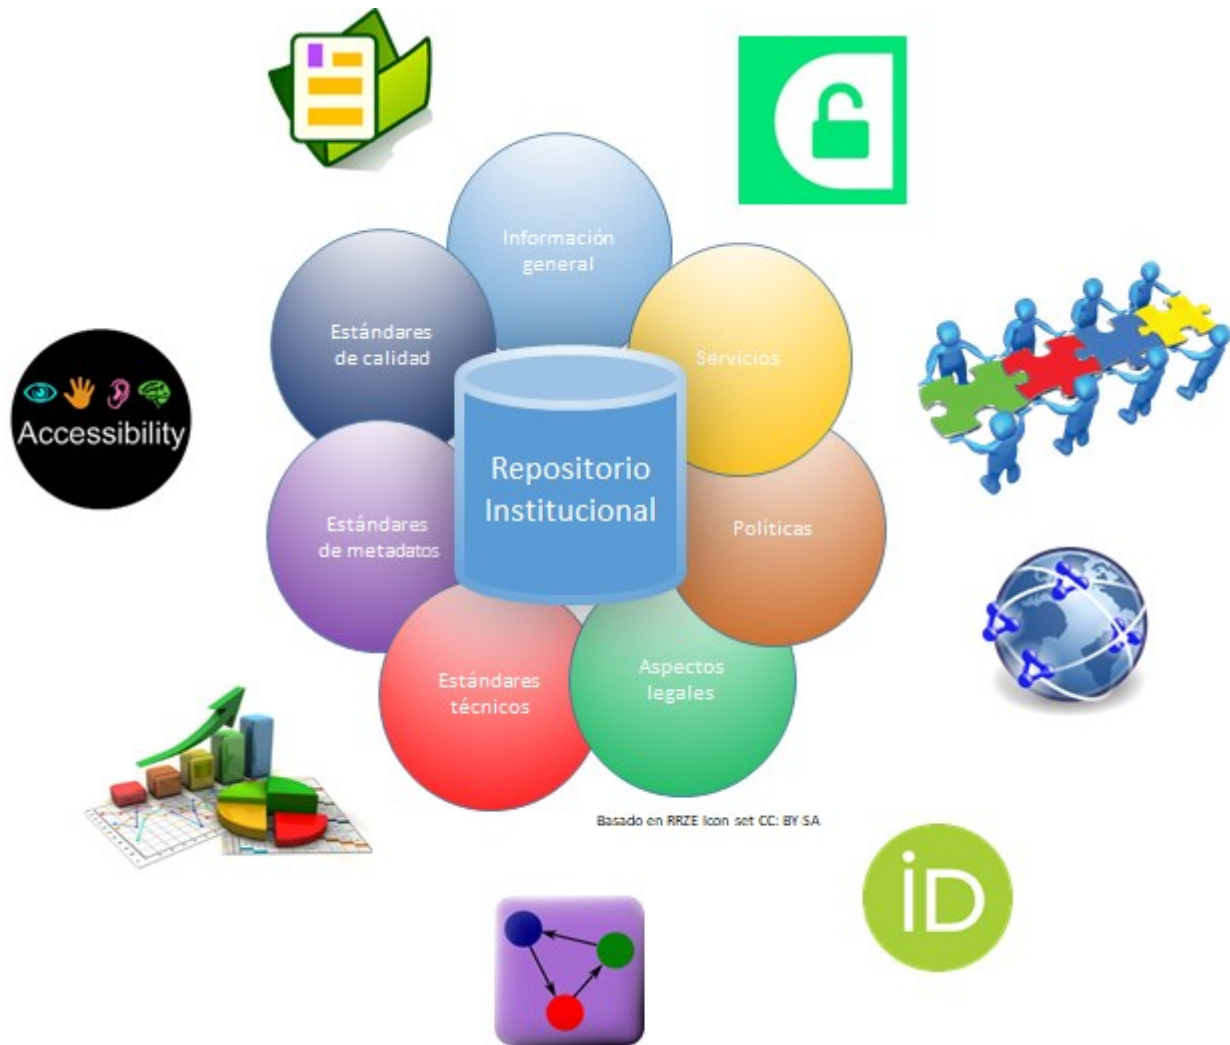 Información
general
Estándares
de calidad
Servicios
Accessibility
Repositorio
Institucional
Estándares
de metadatos
Políticas
Estándares
técnicos
Aspectos
legales
Basado en RRZE Icon set CC: BY SA
iD